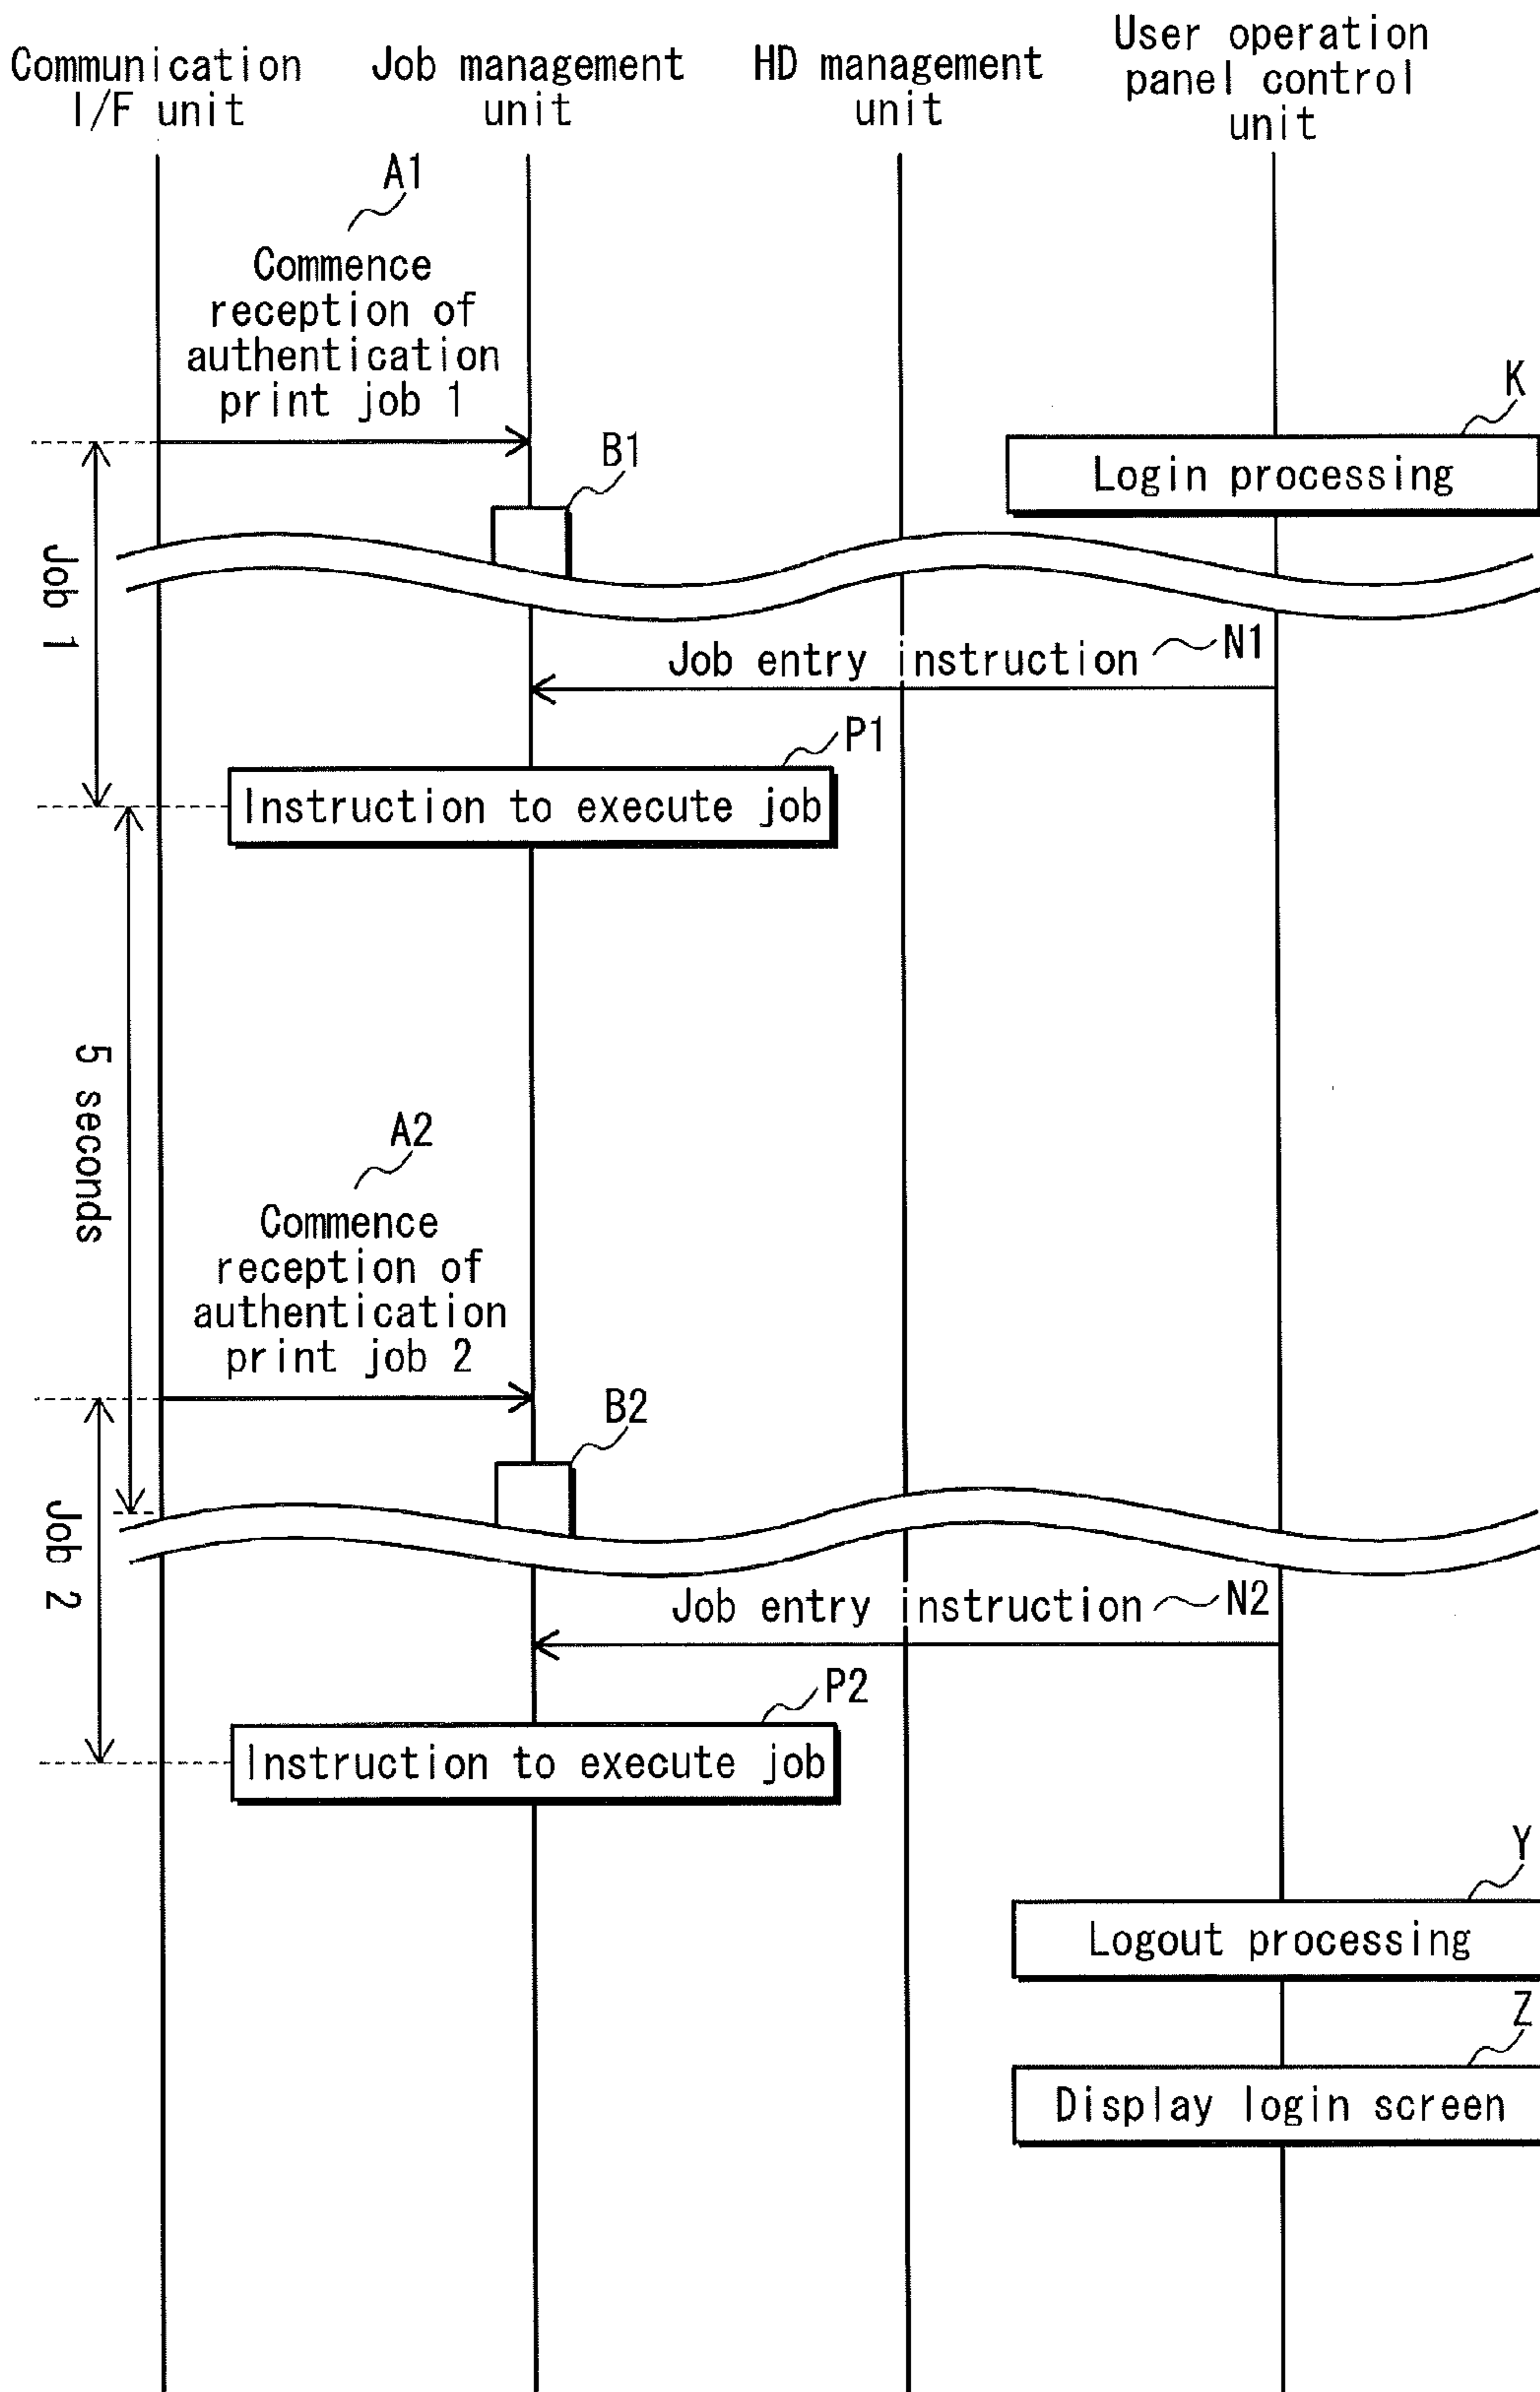 Communication
I/F unit
Job management
unit
HD management
unit
User operation
panel control
unit
A1
Commence
reception of
authentication
print job 1
K
Login processing
B1
Job 1
Job entry instruction
N1
P1
Instruction to execute job
5 seconds
A2
Commence
reception of
authentication
print job 2
B2
Job 2
Job entry instruction
N2
P2
Instruction to execute job
Y
Logout processing
Z
Display login screen